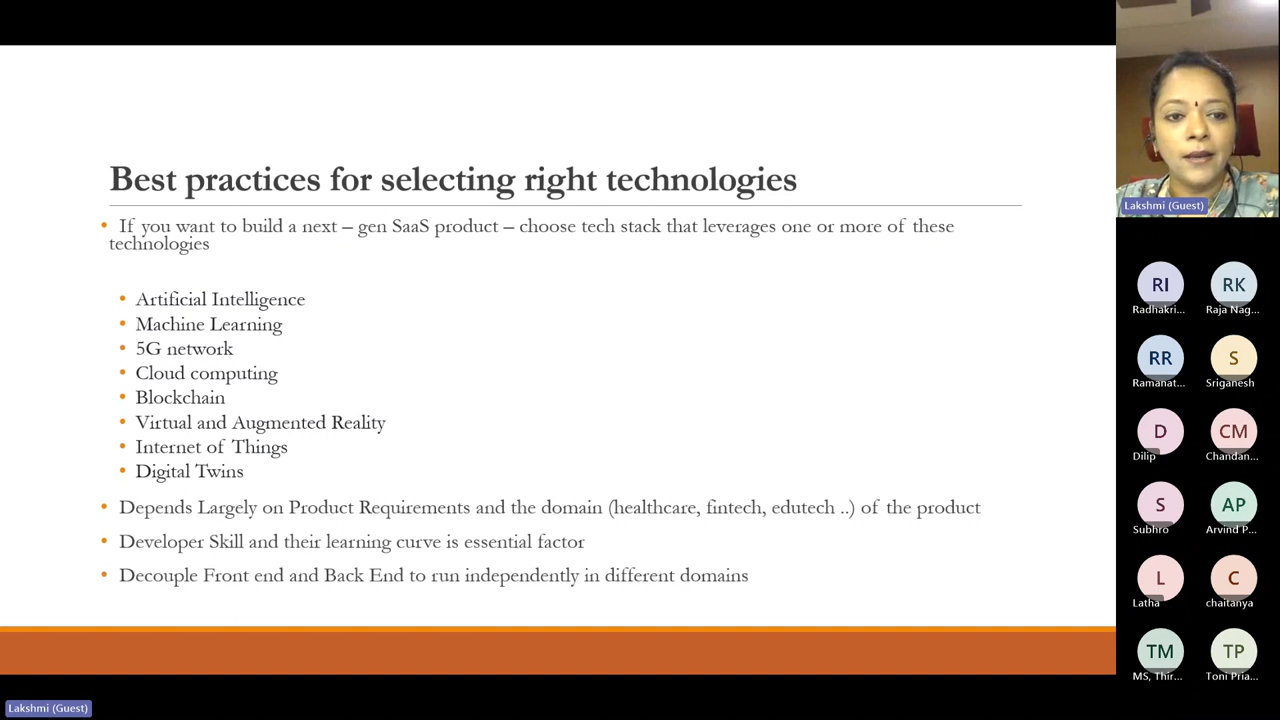 Best practices for selecting right technologies
• If you want to build a next – gen SaaS product – choose tech stack that leverages one or more of these
technologies
• Artificial Intelligence
• Machine Learning
• 5G network
• Cloud computing
• Blockchain
• Virtual and Augmented Reality
• Internet of Things
• Digital Twins
• Depends Largely on Product Requirements and the domain (healthcare, fintech, edutech ..) of the product
• Developer Skill and their learning curve is essential factor
• Decouple Front end and Back End to run independently in different domains
Lakshmi (Guest)
RI RK
Radhakri... Raja Nag...
RR S
Ramanat... Sriganesh
D CM
Dilip Chandan...
S AP
Subhro Arvind P...
L C
Latha chaitanya
TM TP
MS, Thir... Toni Pria...
Lakshmi (Guest)